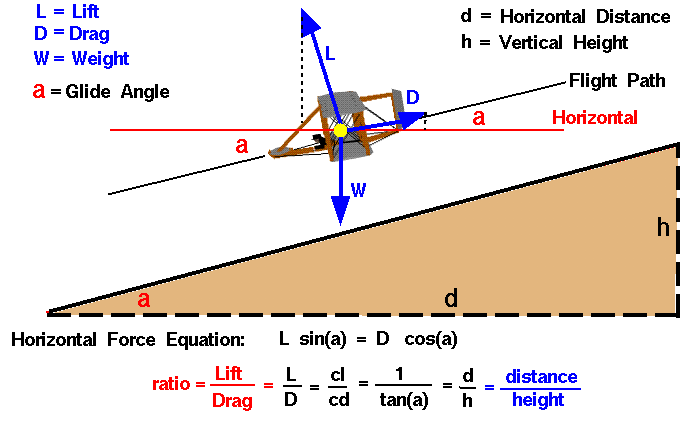 L = Lift
D = Drag
W = Weight
a = Glide Angle
d = Horizontal Distance
h = Vertical Height
L
D
Flight Path
a
Horizontal
a
W
h
a
d
Horizontal Force Equation: L sin(a) = D cos(a)
ratio = Lift/Drag = L/D = cl/cd = 1/tan(a) = d/h = distance/height